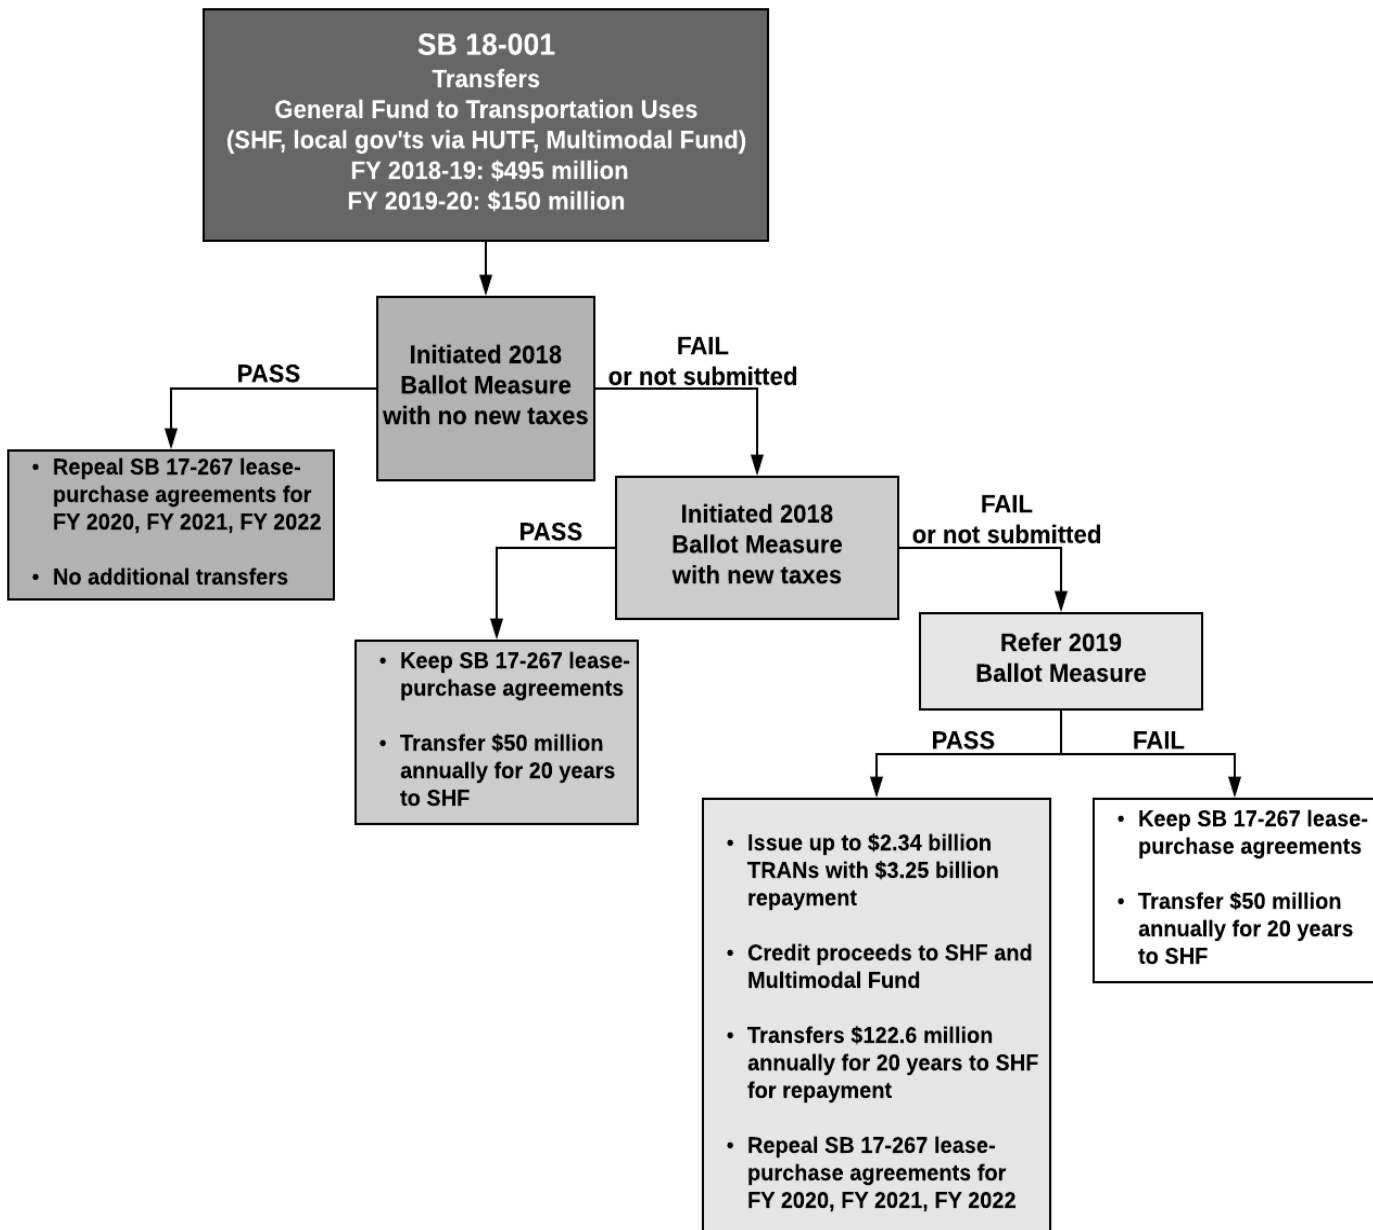 SB 18-001
Transfers
General Fund to Transportation Uses
(SHF, local gov'ts via HUTF, Multimodal Fund)
FY 2018-19: $495 million
FY 2019-20: $150 million
Initiated 2018
Ballot Measure
with no new taxes
PASS
FAIL
or not submitted
• Repeal SB 17-267 lease-
purchase agreements for
FY 2020, FY 2021, FY 2022
• No additional transfers
Initiated 2018
Ballot Measure
with new taxes
PASS
FAIL
or not submitted
• Keep SB 17-267 lease-
purchase agreements
• Transfer $50 million
annually for 20 years
to SHF
Refer 2019
Ballot Measure
PASS
FAIL
• Issue up to $2.34 billion
TRANs with $3.25 billion
repayment
• Credit proceeds to SHF and
Multimodal Fund
• Transfers $122.6 million
annually for 20 years to SHF
for repayment
• Repeal SB 17-267 lease-
purchase agreements for
FY 2020, FY 2021, FY 2022
• Keep SB 17-267 lease-
purchase agreements
• Transfer $50 million
annually for 20 years
to SHF